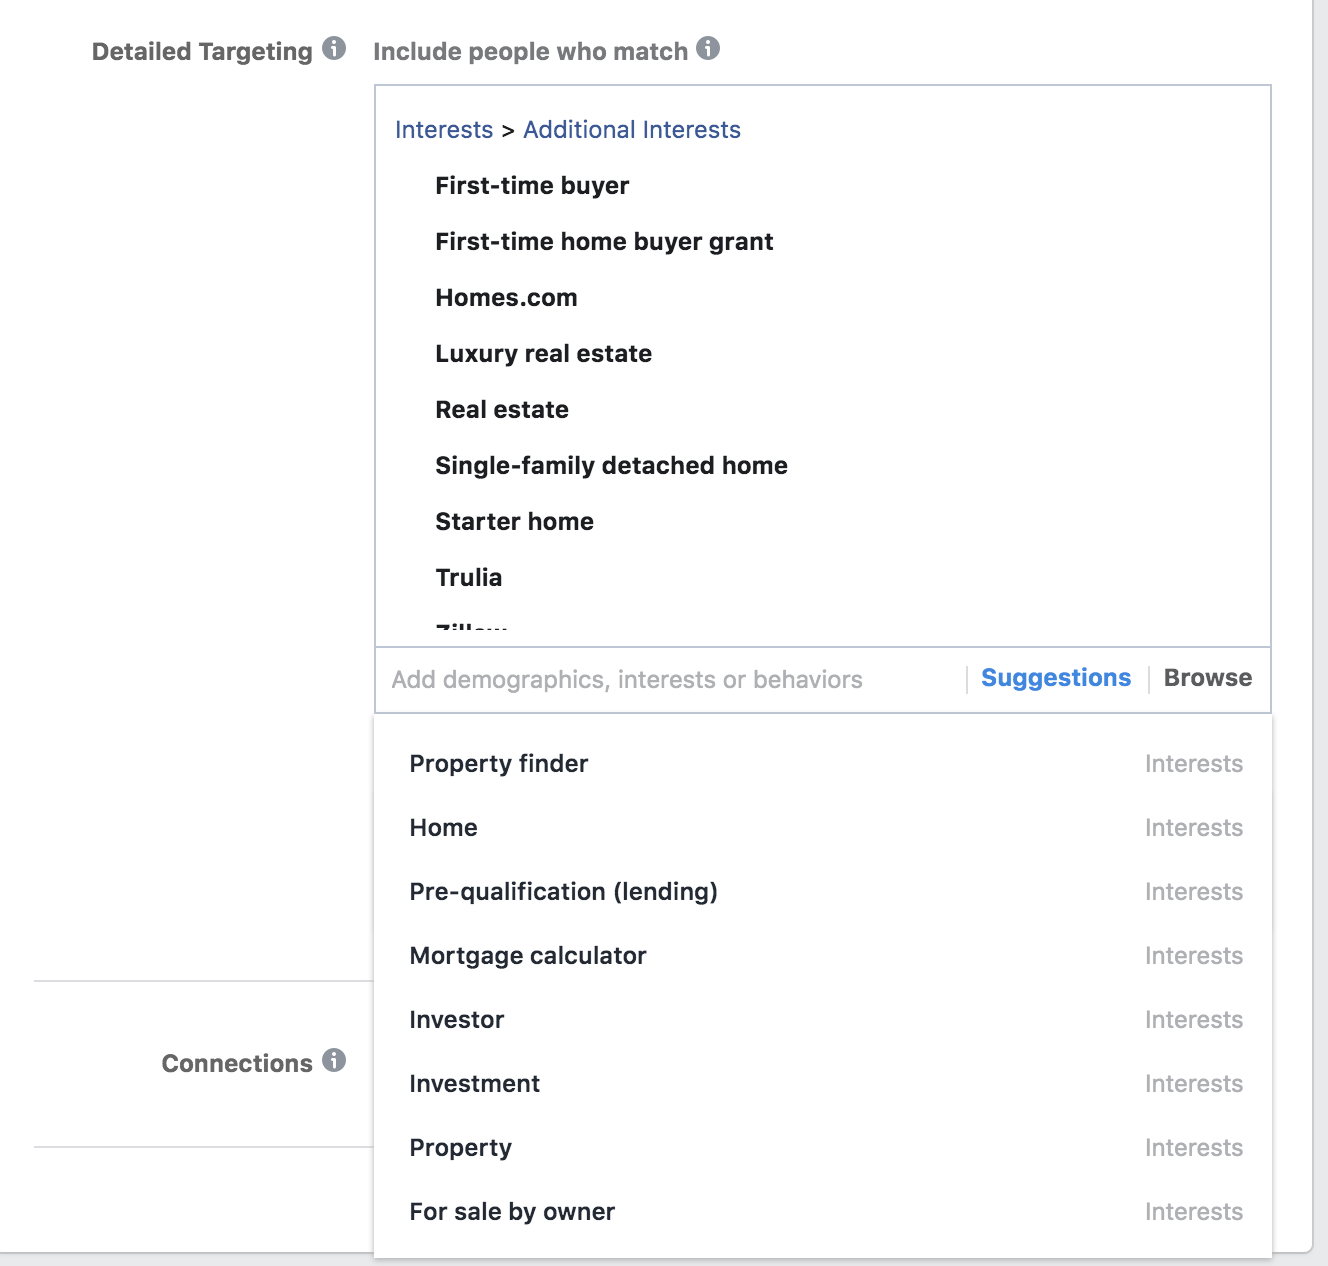 Detailed Targeting
Include people who match
Interests > Additional Interests
First-time buyer
First-time home buyer grant
Homes.com
Luxury real estate
Real estate
Single-family detached home
Starter home
Trulia
Zillow
Add demographics, interests or behaviors
Suggestions
Browse
Property finder Interests
Home Interests
Pre-qualification (lending) Interests
Mortgage calculator Interests
Investor Interests
Investment Interests
Property Interests
For sale by owner Interests
Connections